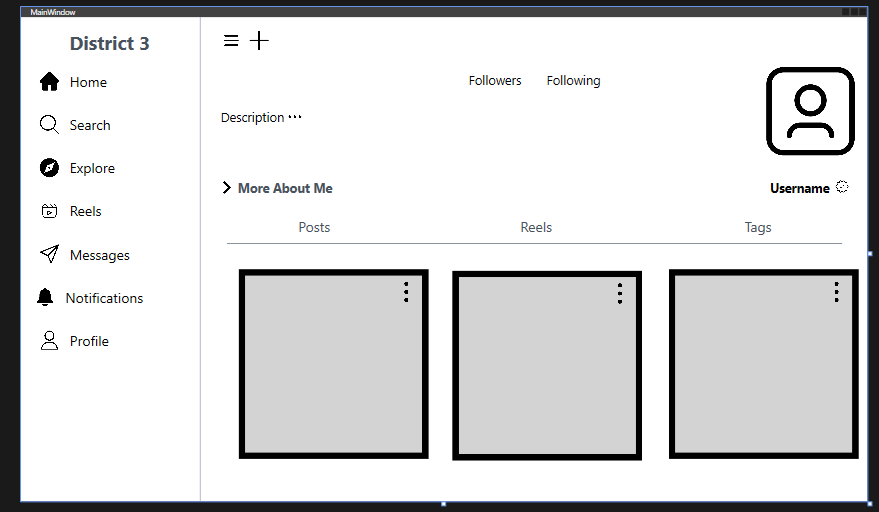 MainWindow
District 3
Home
Search
Explore
Reels
Messages
Notifications
Profile
Followers Following
Description ...
More About Me
Username
Posts Reels Tags